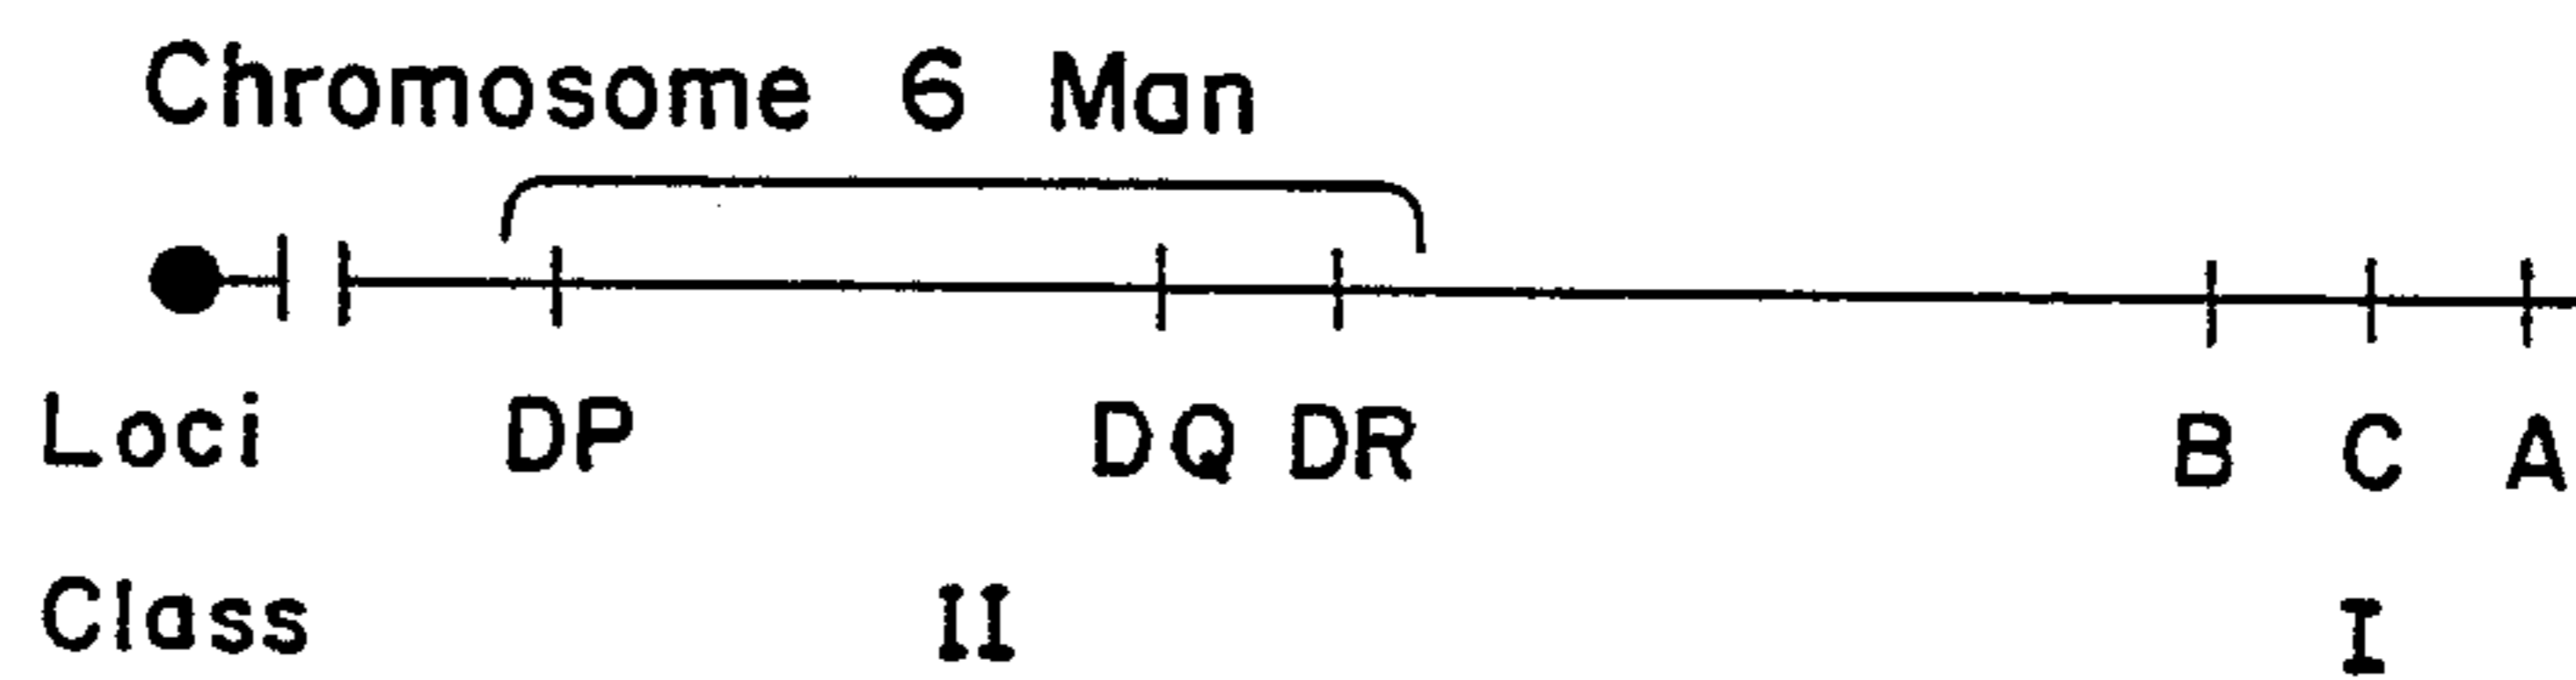 Chromosome 6 Man
Loci DP DQ DR B C A
Class II I